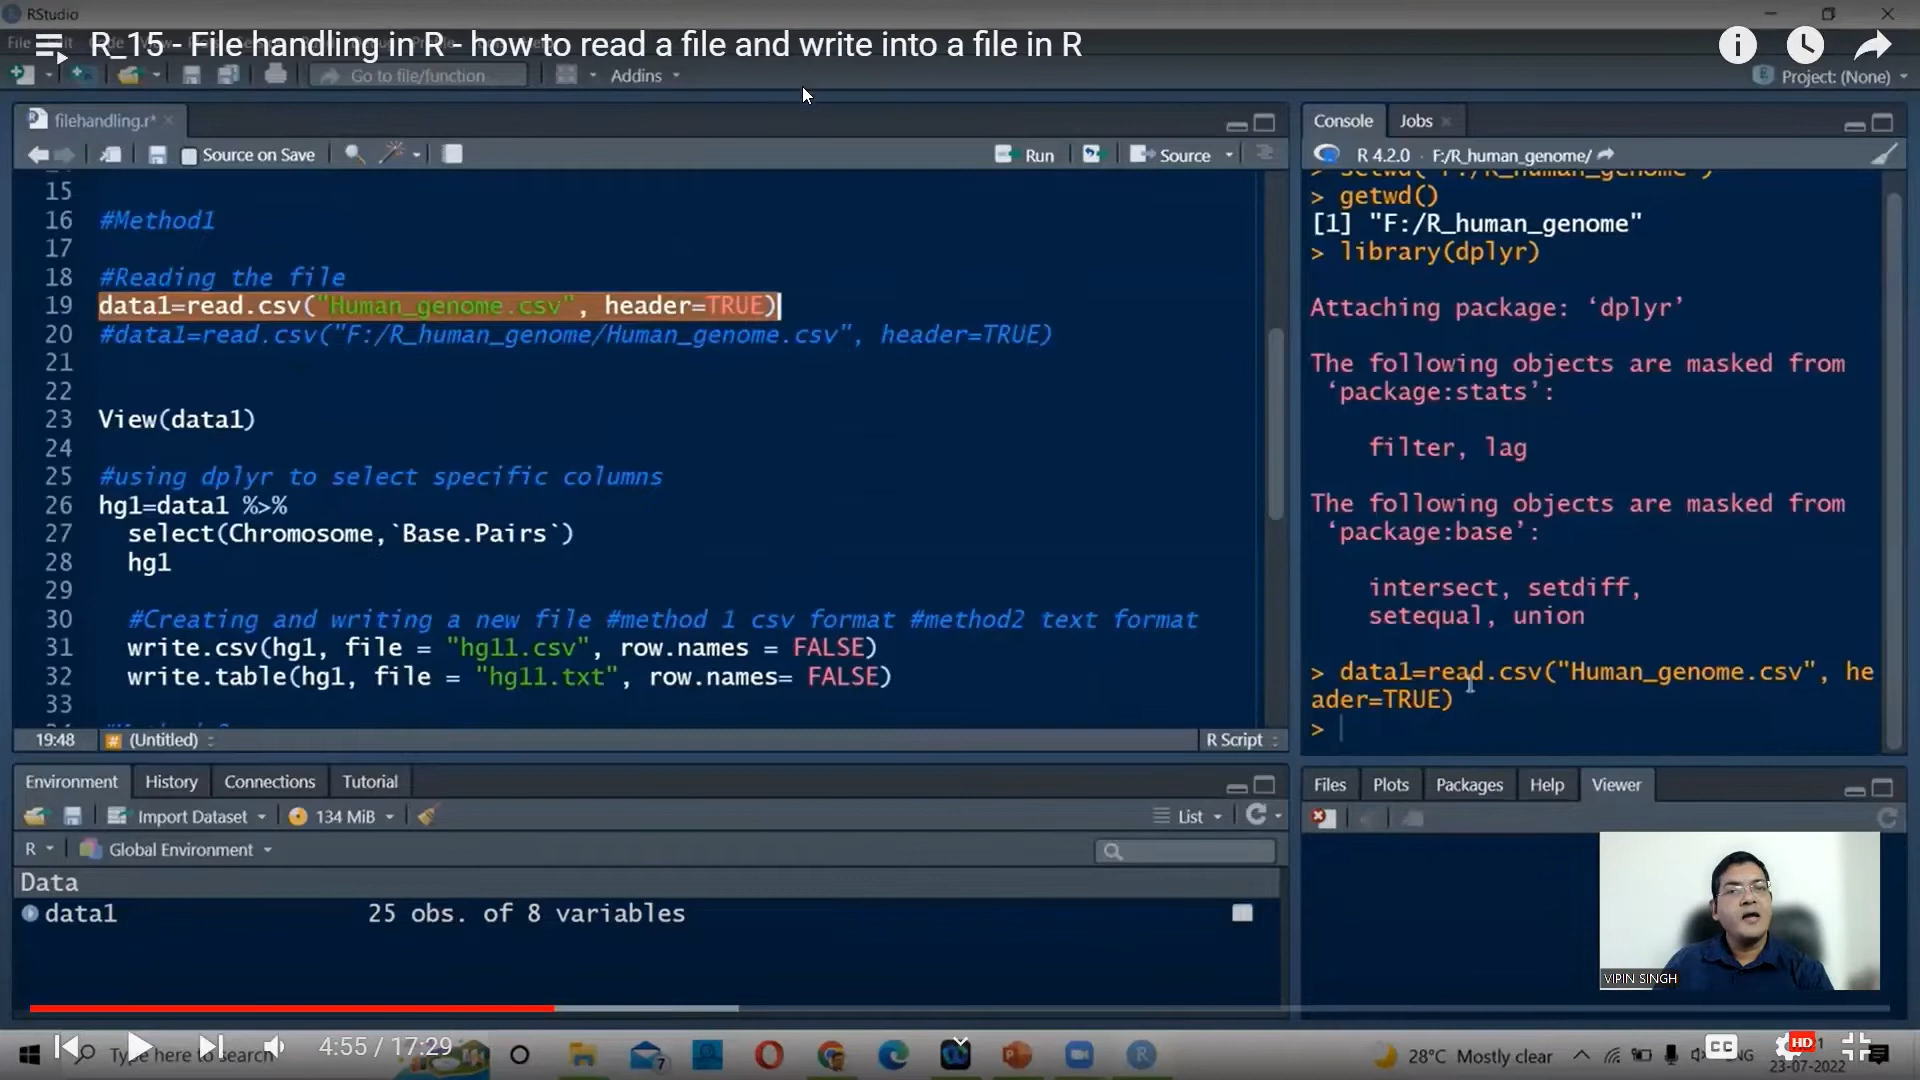 RStudio
R_15 - File handling in R - how to read a file and write into a file in R
Go to file/function
Addins
Project: (None)
filehandling.r*
Source on Save
Run
Source
15
16 #Method1
17
18 #Reading the file
19 data1=read.csv("Human_genome.csv", header=TRUE)
20 #data1=read.csv("F:/R_human_genome/Human_genome.csv", header=TRUE)
21
22
23 View(data1)
24
25 #using dplyr to select specific columns
26 hg1=data1 %>%
27 select(Chromosome,`Base.Pairs`)
28 hg1
29
30 #Creating and writing a new file #method 1 csv format #method2 text format
31 write.csv(hg1, file = "hg11.csv", row.names = FALSE)
32 write.table(hg1, file = "hg11.txt", row.names= FALSE)
33
19:48 (Untitled) R Script
Console Jobs
R 4.2.0 · F:/R_human_genome/
> setwd("F:/R_human_genome")
> getwd()
[1] "F:/R_human_genome"
> library(dplyr)
Attaching package: ‘dplyr’
The following objects are masked from
‘package:stats’:
filter, lag
The following objects are masked from
‘package:base’:
intersect, setdiff,
setequal, union
> data1=read.csv("Human_genome.csv", he
ader=TRUE)
>
Environment History Connections Tutorial
Import Dataset 134 MiB List
R Global Environment
Data
data1 25 obs. of 8 variables
Files Plots Packages Help Viewer
VIPIN SINGH
4:55 / 17:29
Type here to search
7
28°C Mostly clear
CC
HD
23-07-2022